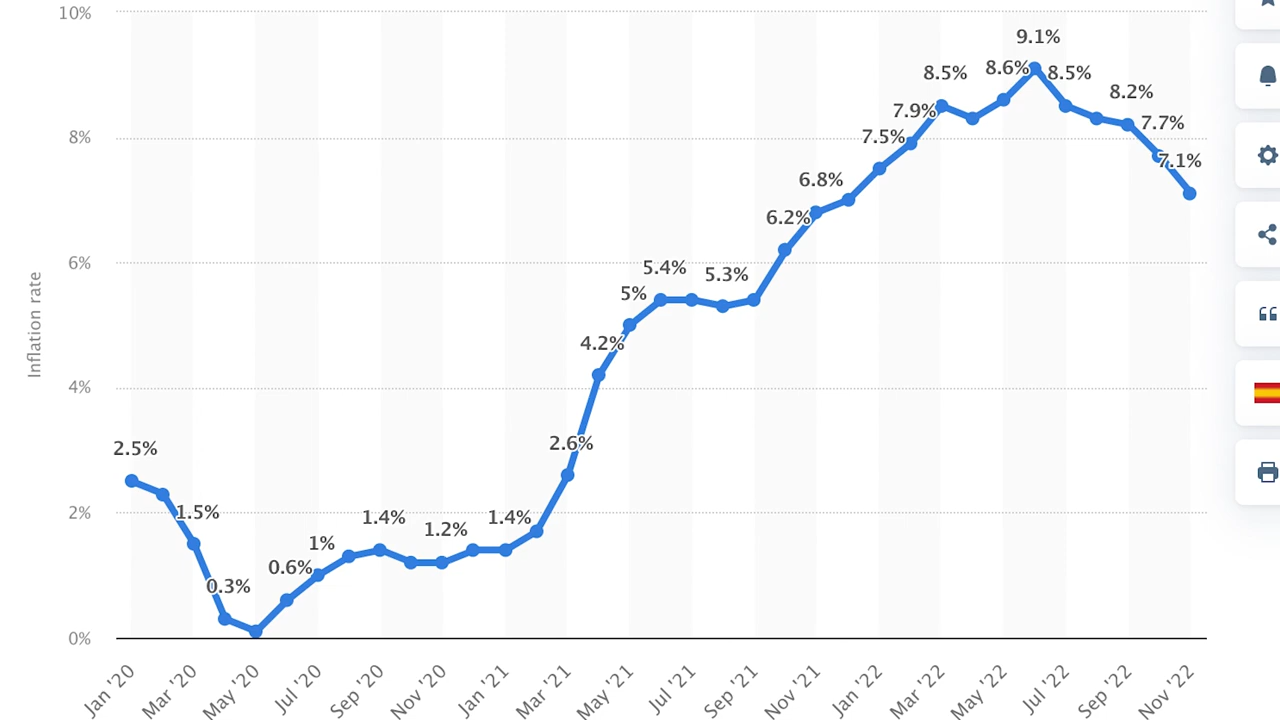 10%
9.1%
8.5%
8.6%
8.5%
8.2%
7.9%
7.7%
8%
7.5%
7.1%
6.8%
6.2%
6%
5.4%
5.3%
5%
4.2%
4%
Inflation rate
2.6%
2.5%
2%
1.5%
1.4%
1.2%
1.4%
1%
0.6%
0.3%
0%
Jan '20
Mar '20
May '20
Jul '20
Sep '20
Nov '20
Jan '21
Mar '21
May '21
Jul '21
Sep '21
Nov '21
Jan '22
Mar '22
May '22
Jul '22
Sep '22
Nov '22